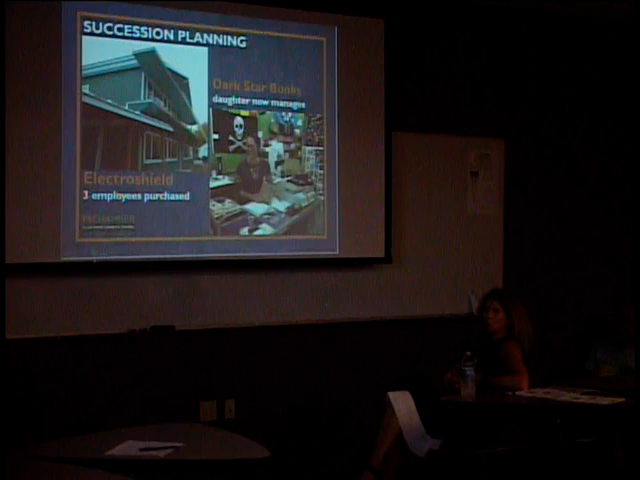 SUCCESSION PLANNING
Dark Star Books
daughter now manages
Electroshield
3 employees purchased